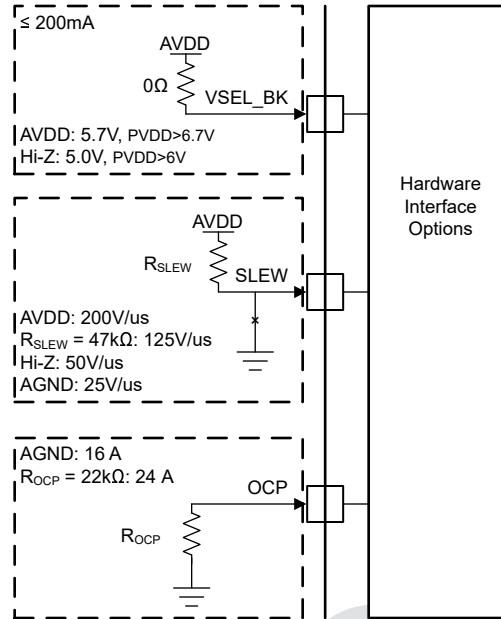 ≤ 200mA
AVDD
0Ω
VSEL_BK
AVDD: 5.7V, PVDD>6.7V
Hi-Z: 5.0V, PVDD>6V
Hardware
Interface
Options
AVDD
RSLEW
SLEW
AVDD: 200V/us
RSLEW = 47kΩ: 125V/us
Hi-Z: 50V/us
AGND: 25V/us
AGND: 16 A
ROCP = 22kΩ: 24 A
OCP
ROCP